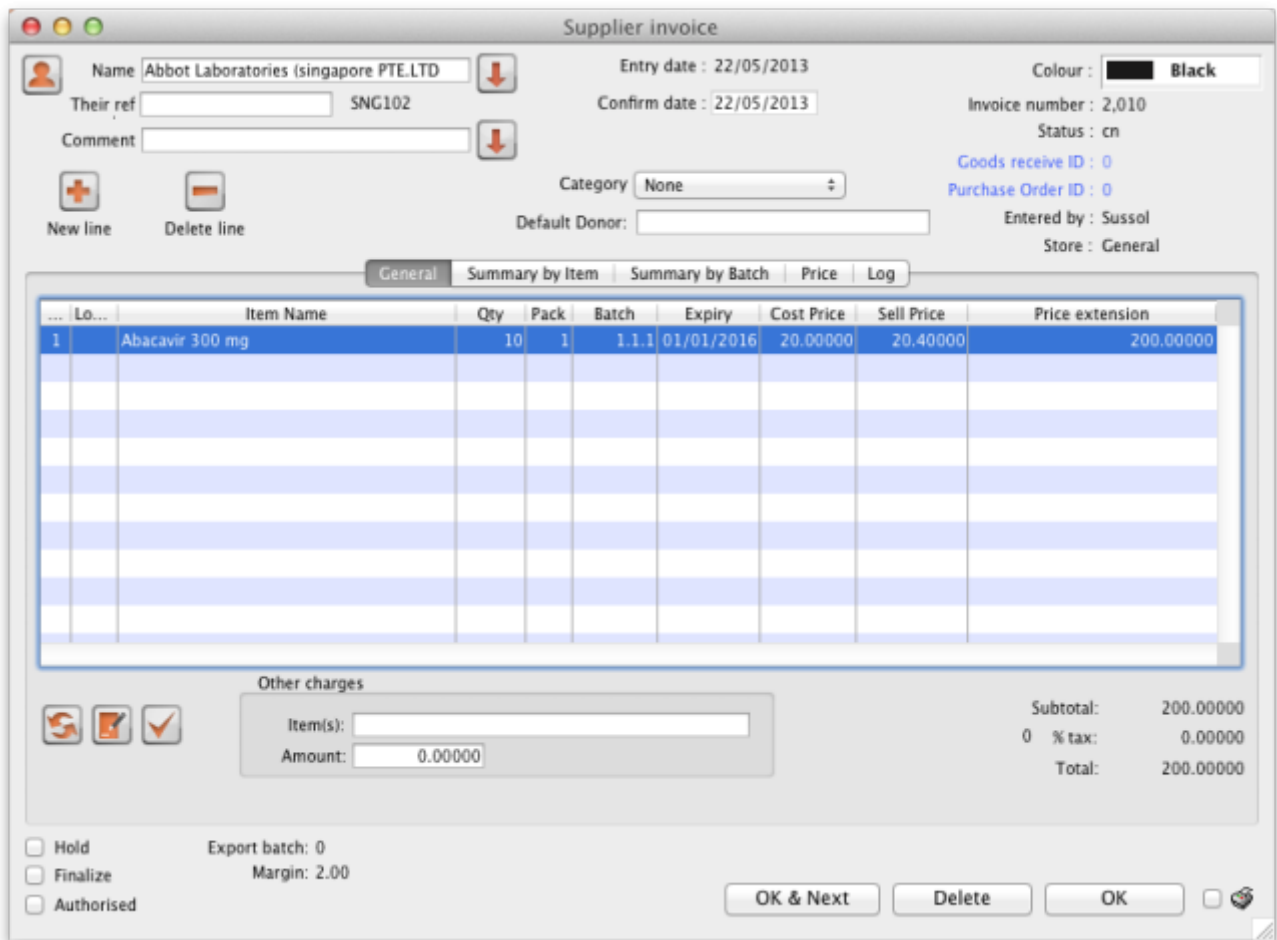 Supplier invoice
Name Abbot Laboratories (singapore PTE.LTD
Entry date : 22/05/2013
Colour : Black
Their ref
SNG102
Confirm date : 22/05/2013
Invoice number : 2,010
Comment
Status : cn
Goods receive ID : 0
Category None
Purchase Order ID : 0
New line
Delete line
Default Donor:
Entered by : Sussol
Store : General
General Summary by Item Summary by Batch Price Log
... Lo... Item Name Qty Pack Batch Expiry Cost Price Sell Price Price extension
1 Abacavir 300 mg 10 1 1.1.1 01/01/2016 20.00000 20.40000 200.00000
Other charges
Item(s):
Amount: 0.00000
Subtotal: 200.00000
0 % tax: 0.00000
Total: 200.00000
Hold
Export batch: 0
Finalize
Margin: 2.00
Authorised
OK & Next
Delete
OK